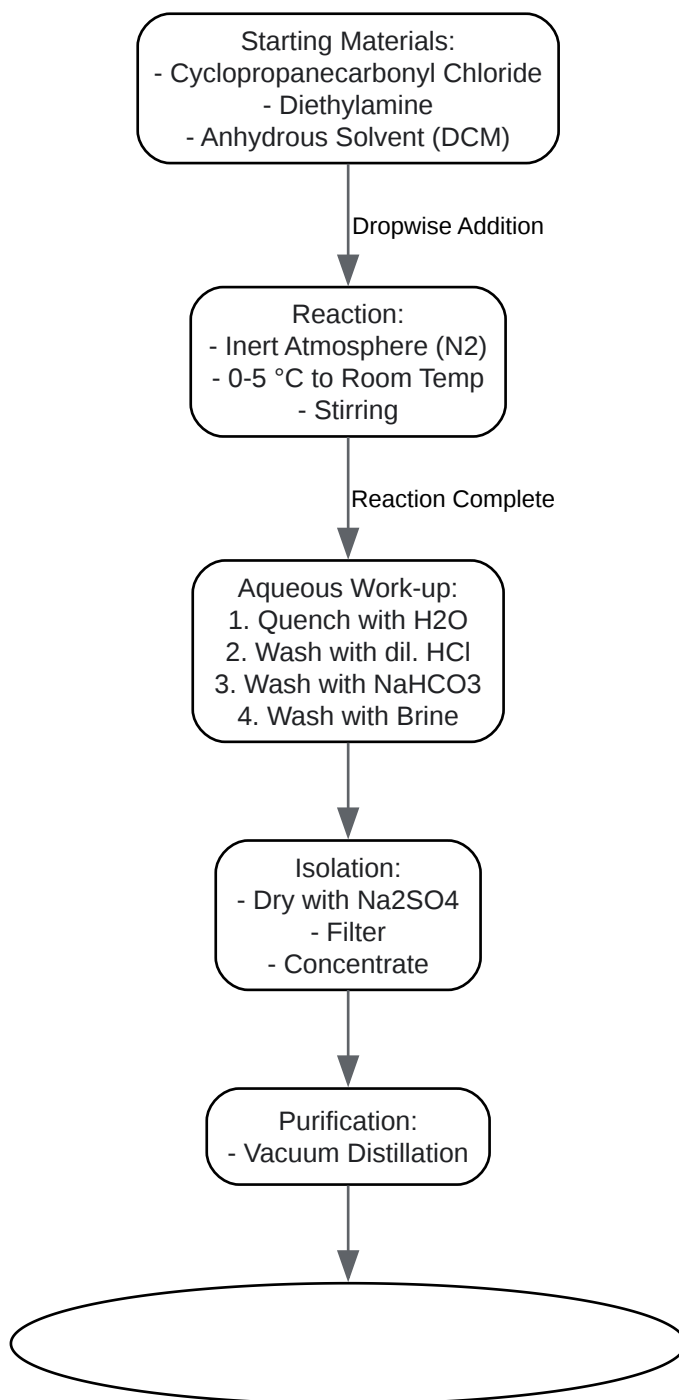 Starting Materials:
- Cyclopropanecarbonyl Chloride
- Diethylamine
- Anhydrous Solvent (DCM)
Dropwise Addition
Reaction:
- Inert Atmosphere (N2)
- 0-5 °C to Room Temp
- Stirring
Reaction Complete
Aqueous Work-up:
1. Quench with H2O
2. Wash with dil. HCl
3. Wash with NaHCO3
4. Wash with Brine
Isolation:
- Dry with Na2SO4
- Filter
- Concentrate
Purification:
- Vacuum Distillation